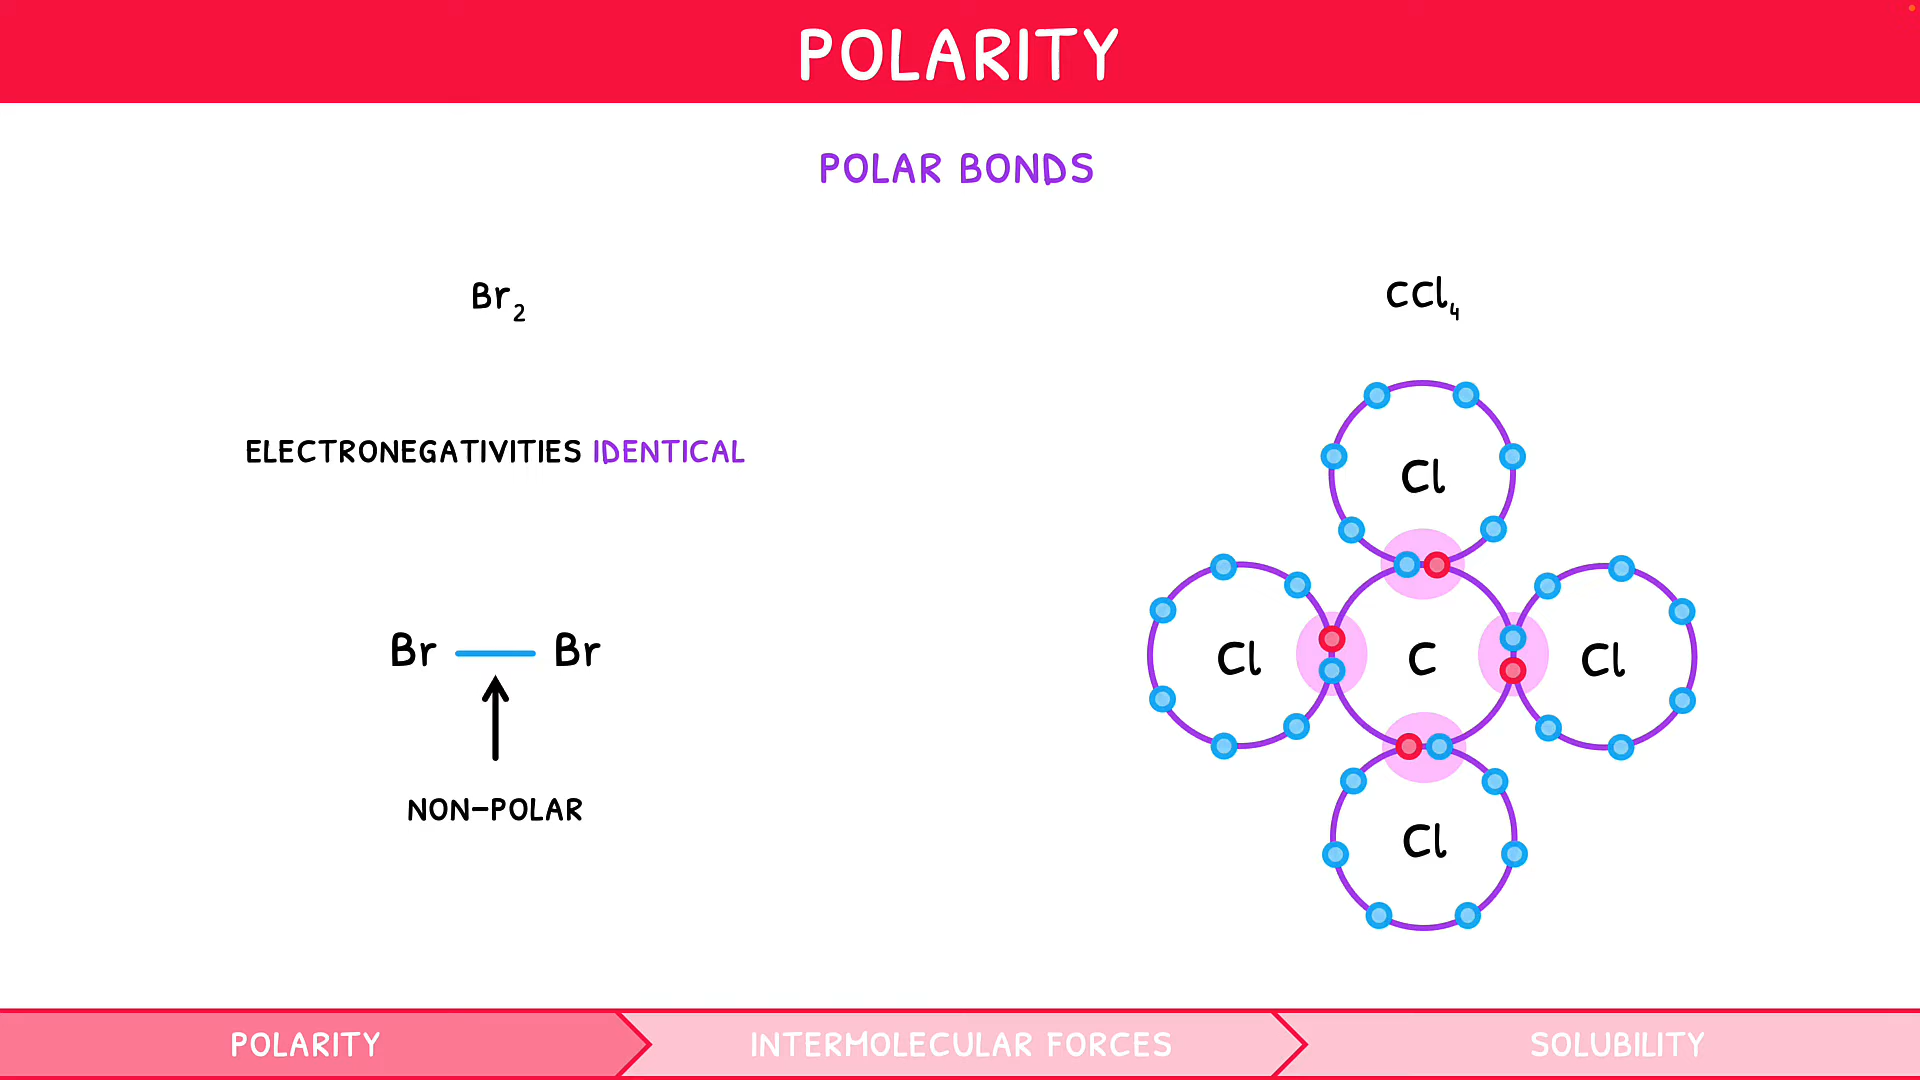 POLARITY
POLAR BONDS
Br₂
CCl₄
ELECTRONEGATIVITIES IDENTICAL
Br Br
NON-POLAR
Cl
Cl C Cl
Cl
POLARITY
INTERMOLECULAR FORCES
SOLUBILITY